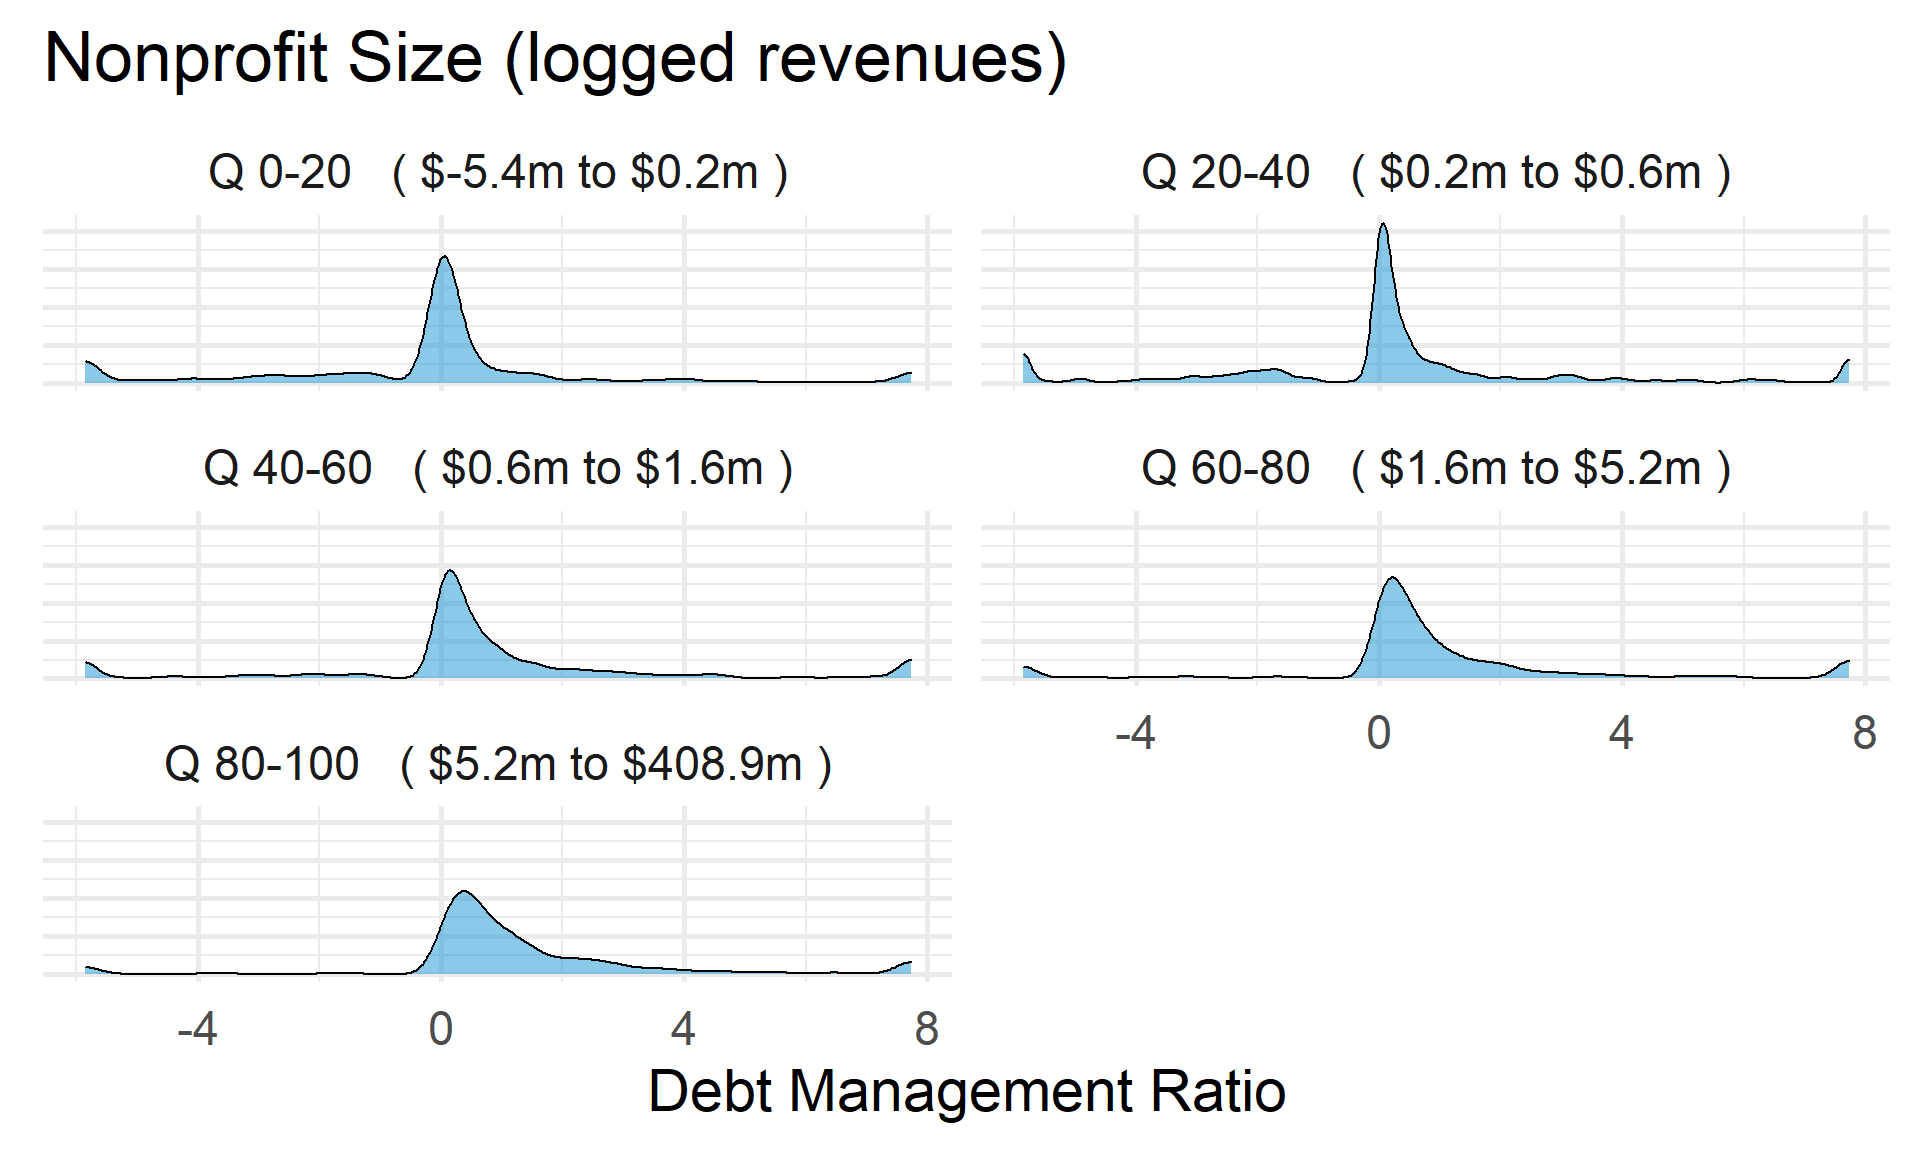 Nonprofit Size (logged revenues)
Q 0-20 ( $-5.4m to $0.2m )
Q 20-40 ( $0.2m to $0.6m )
Q 40-60 ( $0.6m to $1.6m )
Q 60-80 ( $1.6m to $5.2m )
-4 0 4 8
Q 80-100 ( $5.2m to $408.9m )
-4 0 4 8
Debt Management Ratio